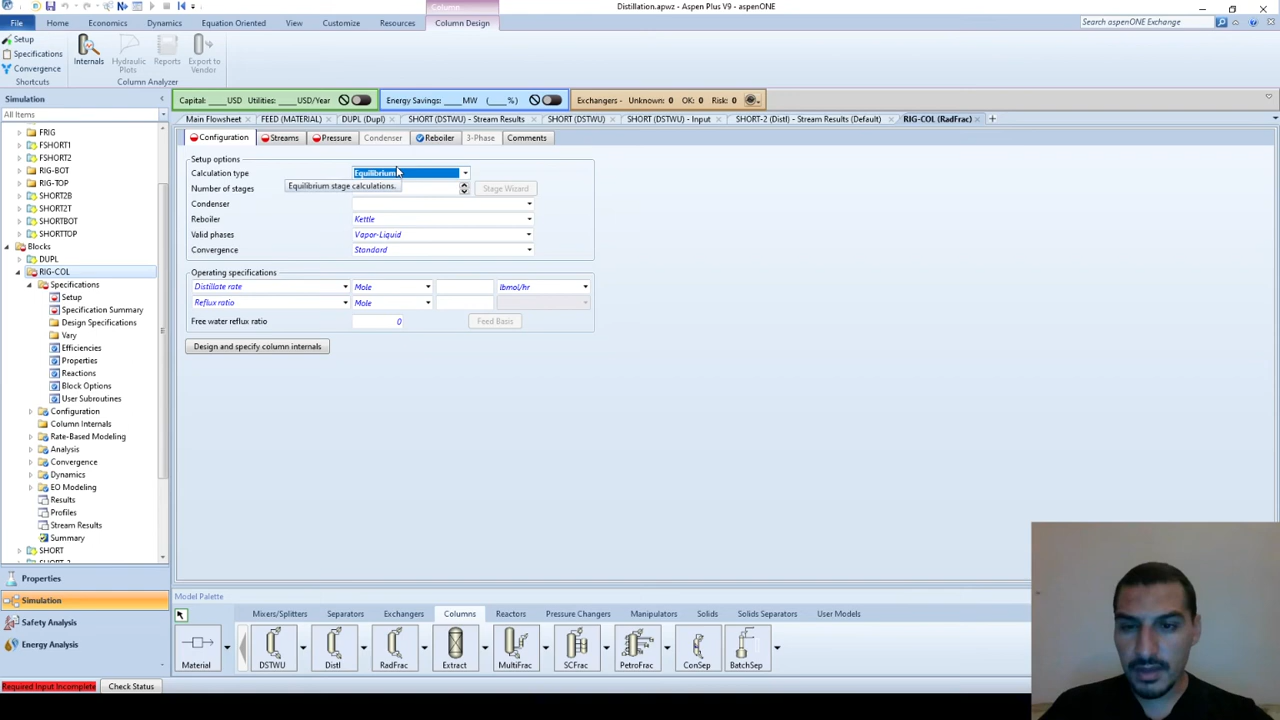 Distillation.apwz - Aspen Plus V9 - aspenONE
Column
File Home Economics Dynamics Equation Oriented View Customize Resources Column Design
Search aspenONE Exchange
Setup
Specifications
Convergence
Shortcuts
Internals
Hydraulic Plots
Reports
Export to Vendor
Column Analyzer
Capital: ____USD Utilities: ____USD/Year
Energy Savings: ____MW (____%)
Exchangers - Unknown: 0 OK: 0 Risk: 0
Simulation
All Items
FRIG
FSHORT1
FSHORT2
RIG-BOT
RIG-TOP
SHORT2B
SHORT2T
SHORTBOT
SHORTTOP
Blocks
DUPL
RIG-COL
Specifications
Setup
Specification Summary
Design Specifications
Vary
Efficiencies
Properties
Reactions
Block Options
User Subroutines
Configuration
Column Internals
Rate-Based Modeling
Analysis
Convergence
Dynamics
EO Modeling
Results
Profiles
Stream Results
Summary
SHORT
Properties
Simulation
Safety Analysis
Energy Analysis
Main Flowsheet FEED (MATERIAL) DUPL (Dupl) SHORT (DSTWU) - Stream Results SHORT (DSTWU) SHORT (DSTWU) - Input SHORT-2 (Distl) - Stream Results (Default) RIG-COL (RadFrac)
Configuration Streams Pressure Condenser Reboiler 3-Phase Comments
Setup options
Calculation type Equilibrium
Equilibrium stage calculations.
Number of stages Stage Wizard
Condenser
Reboiler Kettle
Valid phases Vapor-Liquid
Convergence Standard
Operating specifications
Distillate rate Mole lbmol/hr
Reflux ratio Mole
Free water reflux ratio 0 Feed Basis
Design and specify column internals
Model Palette
Mixers/Splitters Separators Exchangers Columns Reactors Pressure Changers Manipulators Solids Solids Separators User Models
Material DSTWU Distl RadFrac Extract MultiFrac SCFrac PetroFrac ConSep BatchSep
Required Input Incomplete Check Status